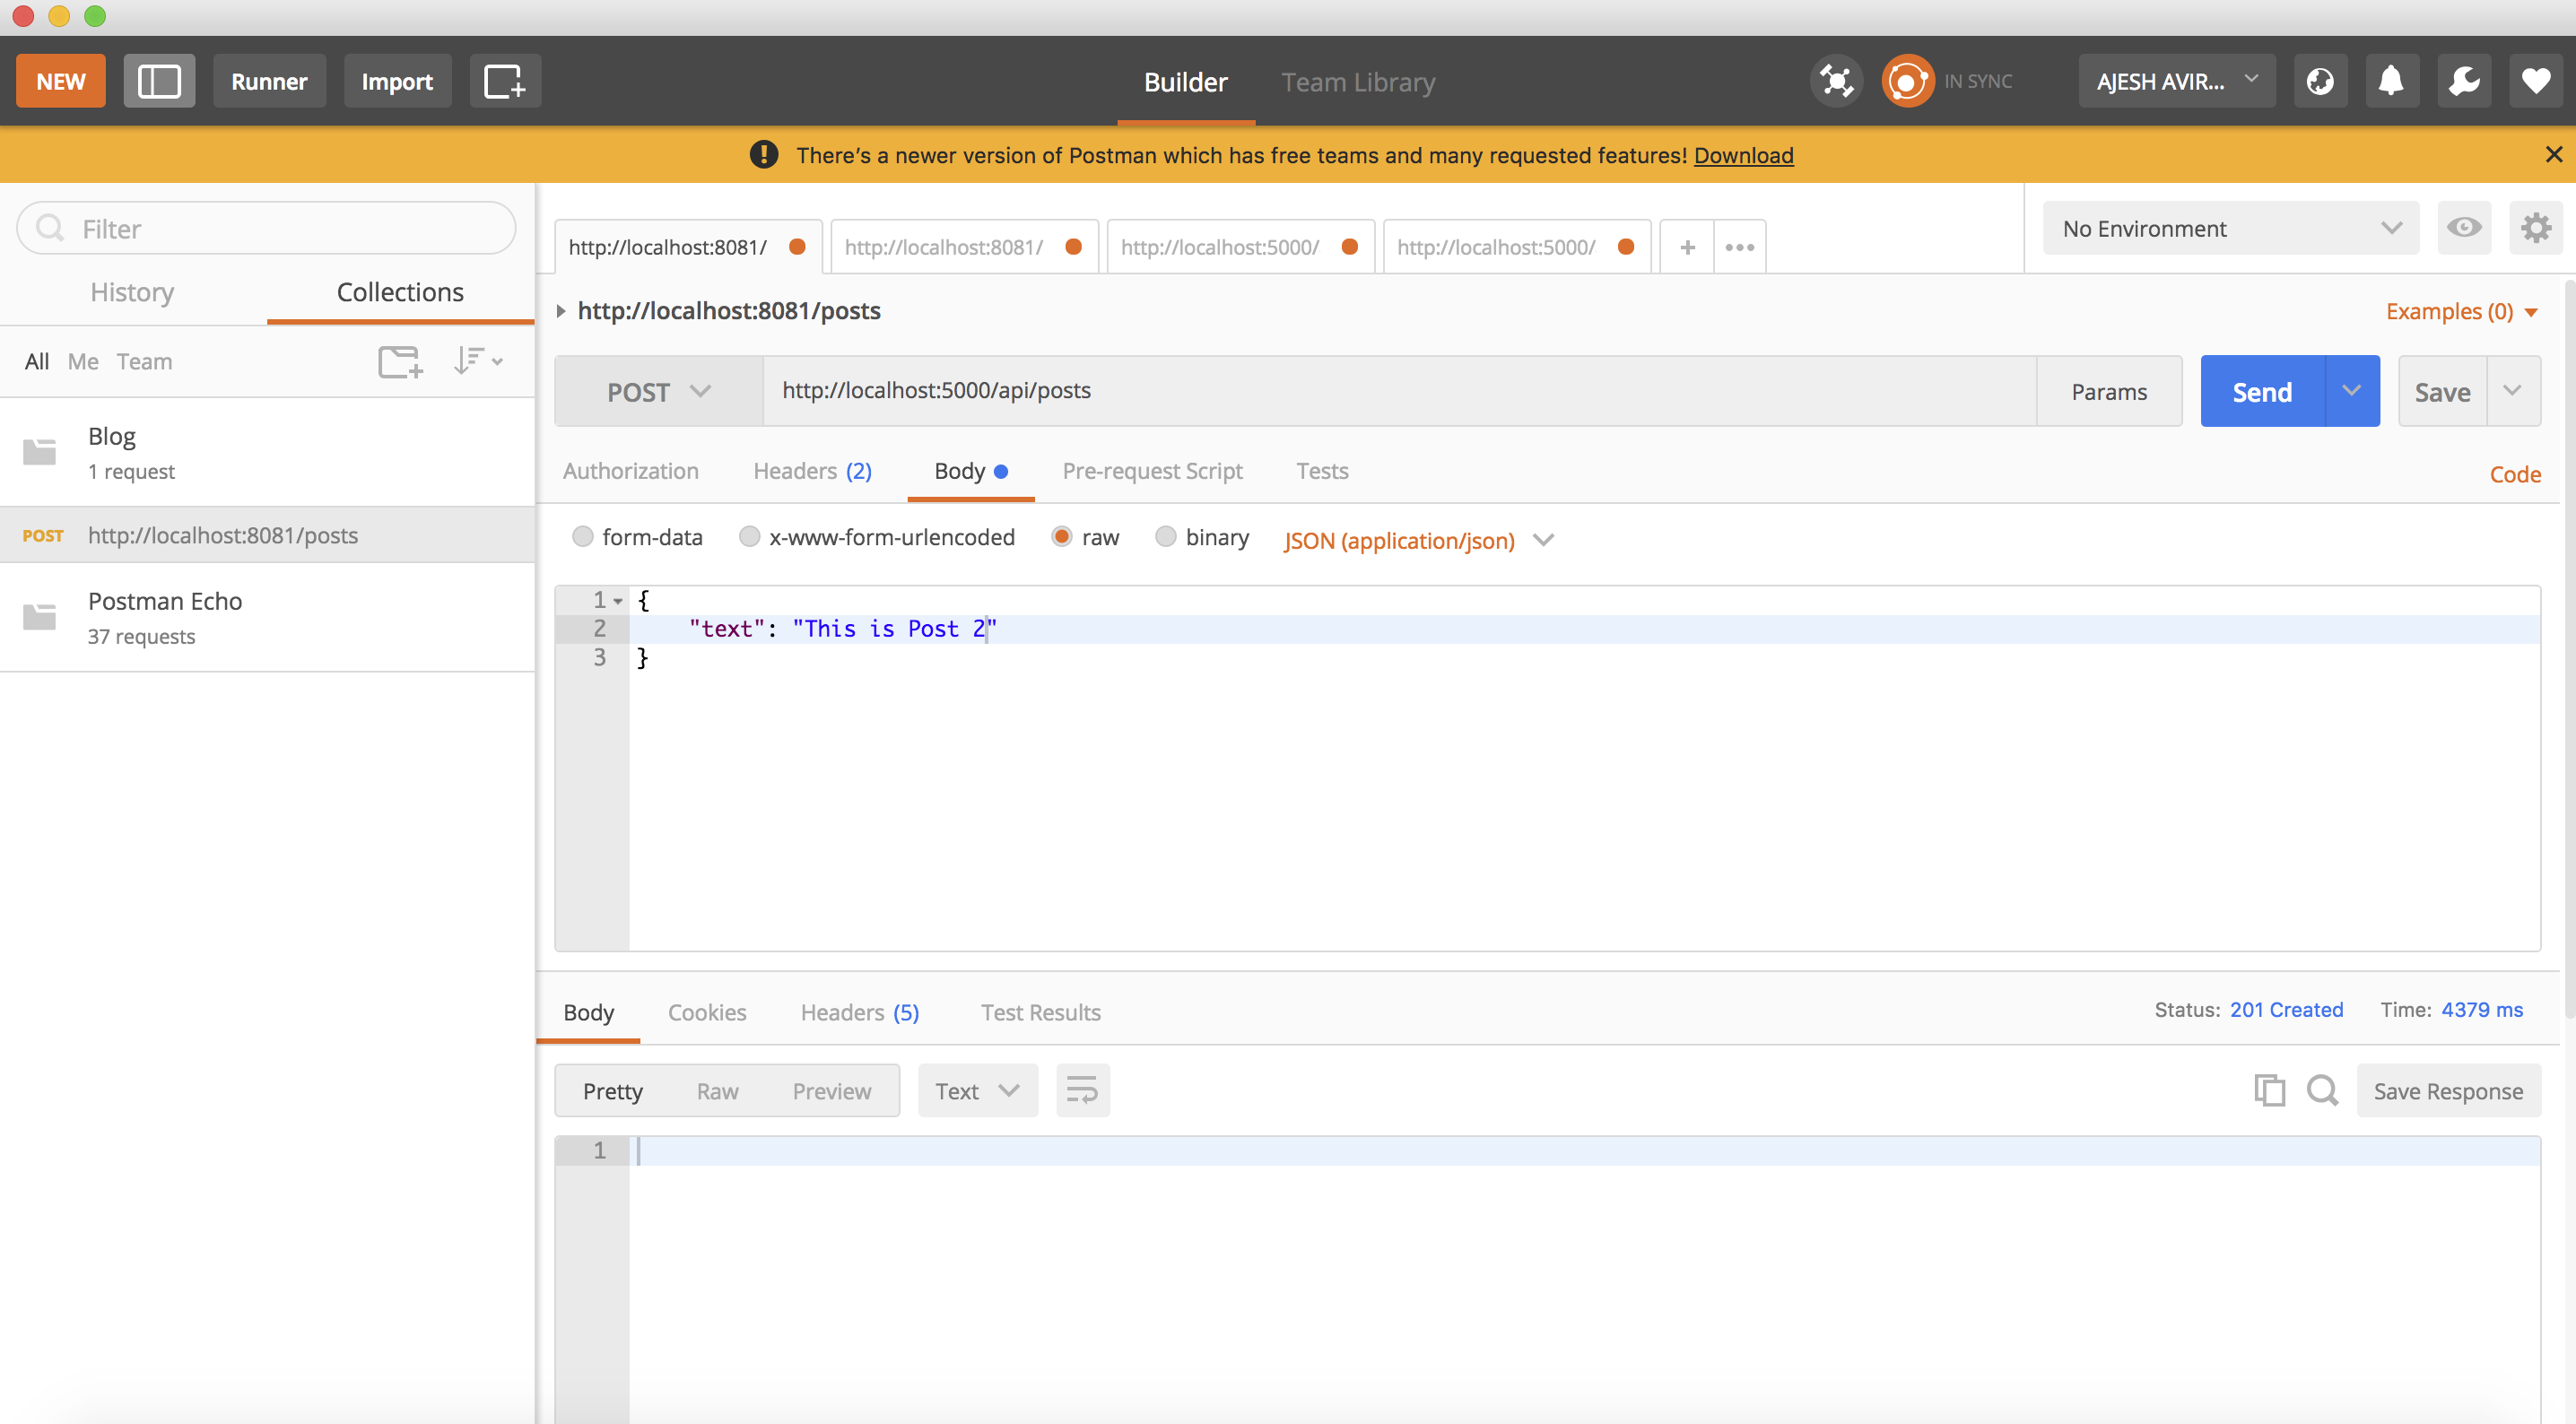 NEW Runner Import Builder Team Library IN SYNC AJESH AVIR...
There's a newer version of Postman which has free teams and many requested features! Download
Filter
History Collections
All Me Team
Blog
1 request
POST http://localhost:8081/posts
Postman Echo
37 requests
http://localhost:8081/ http://localhost:8081/ http://localhost:5000/ http://localhost:5000/ + ••• No Environment
http://localhost:8081/posts Examples (0)
POST http://localhost:5000/api/posts Params Send Save
Authorization Headers (2) Body Pre-request Script Tests Code
form-data x-www-form-urlencoded raw binary JSON (application/json)
1 {
2 "text": "This is Post 2"
3 }
Body Cookies Headers (5) Test Results Status: 201 Created Time: 4379 ms
Pretty Raw Preview Text Save Response
1